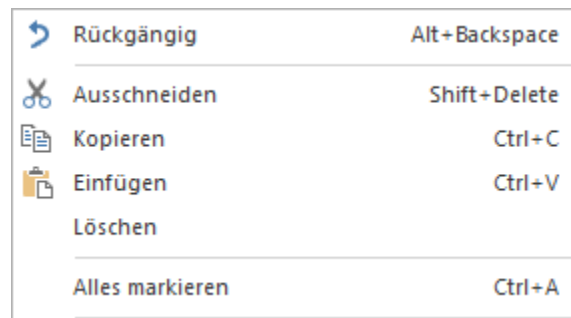 Rückgängig Alt+Backspace
Ausschneiden Shift+Delete
Kopieren Ctrl+C
Einfügen Ctrl+V
Löschen
Alles markieren Ctrl+A